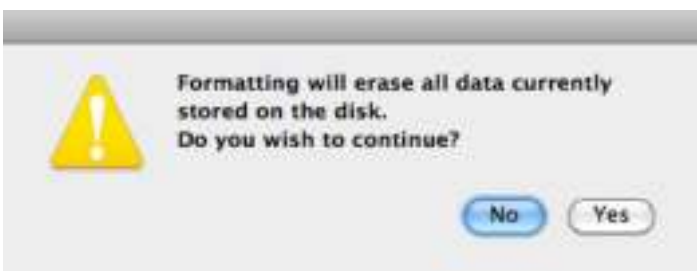 Formatting will erase all data currently
stored on the disk.
Do you wish to continue?
No Yes